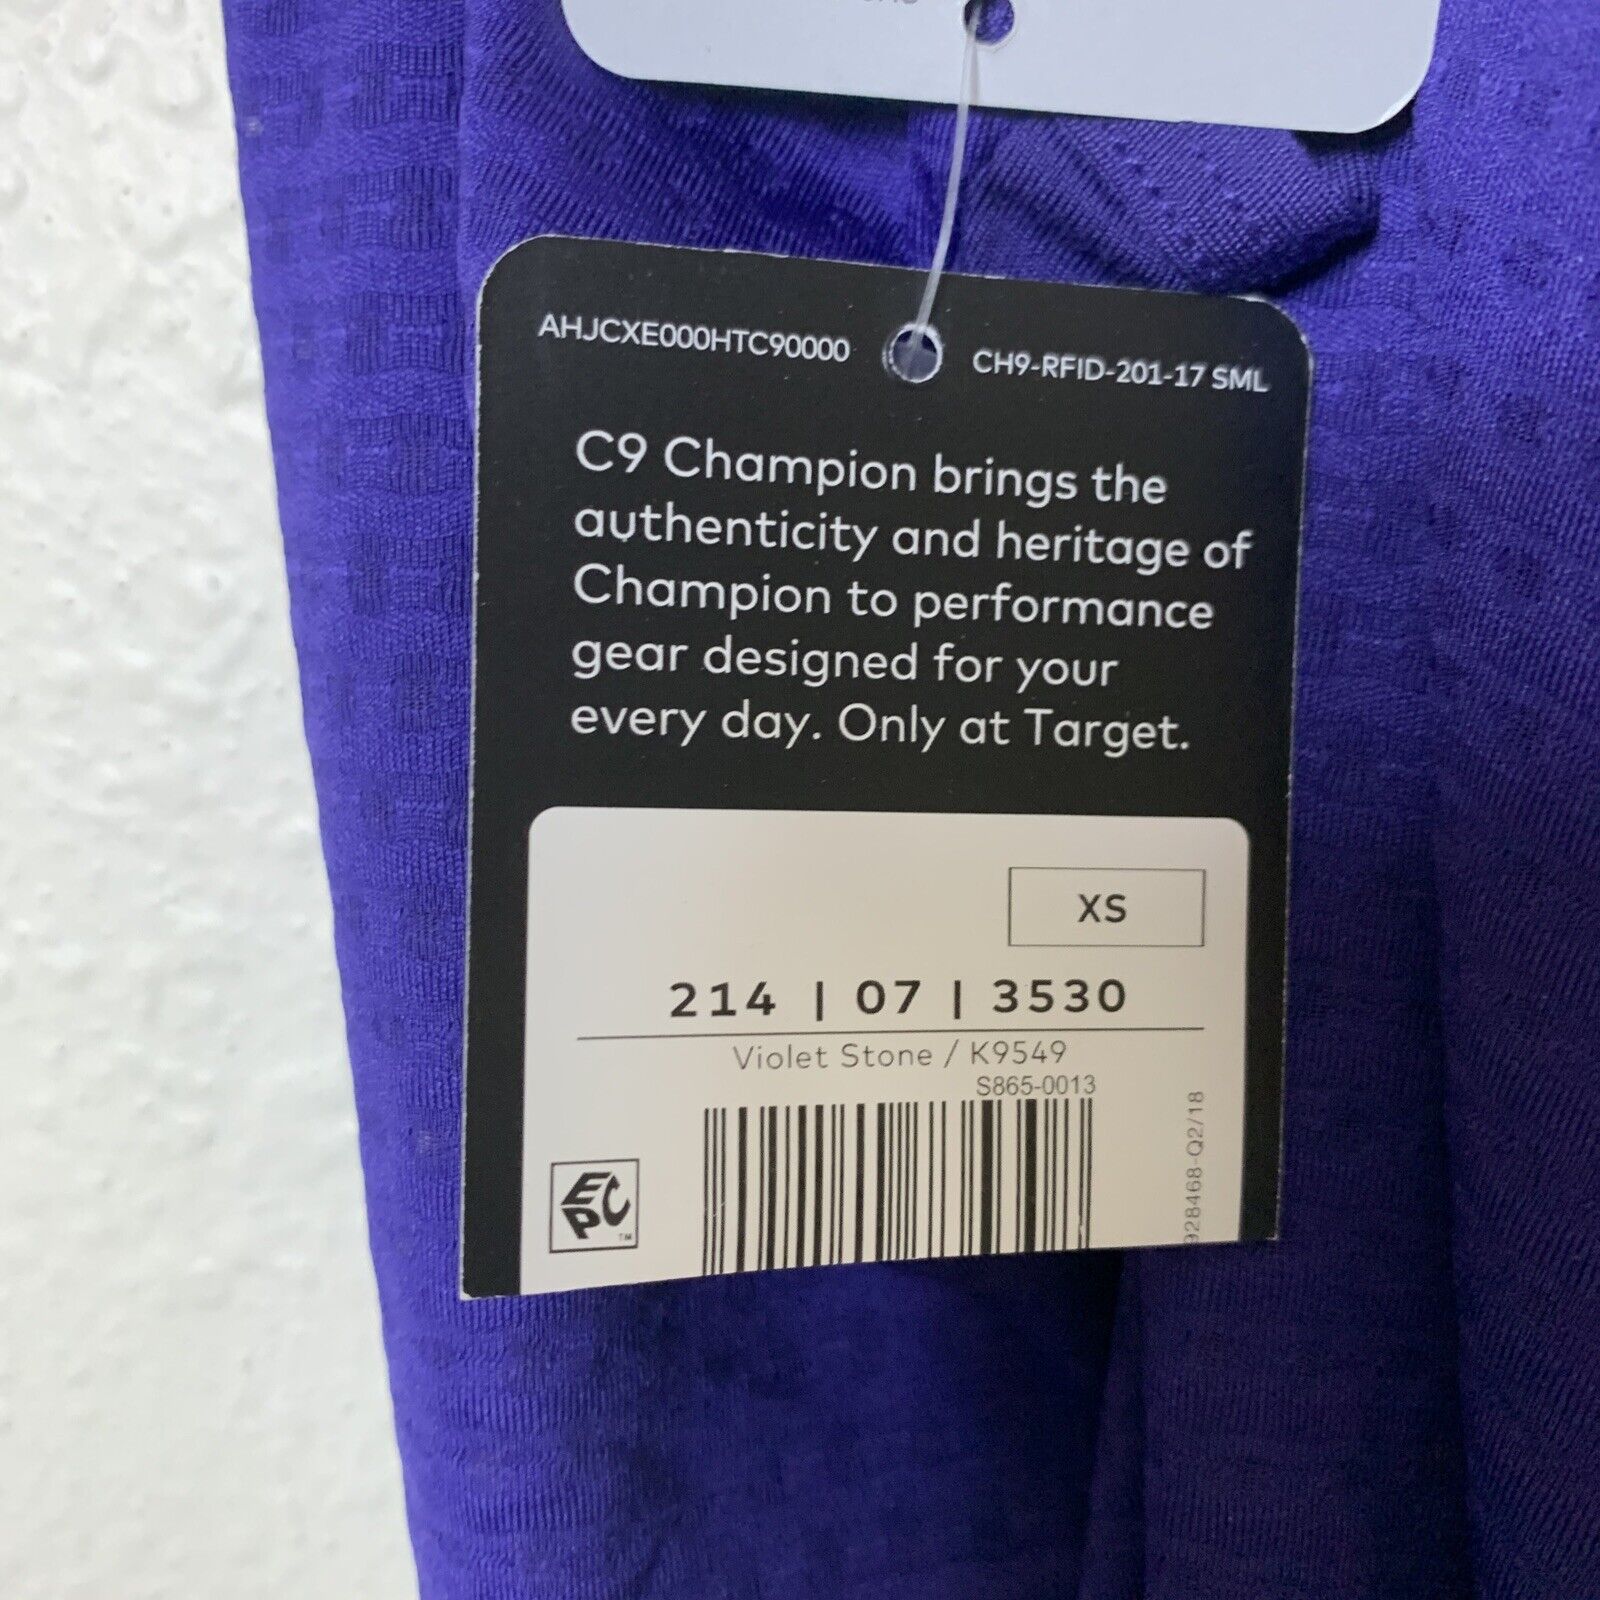 AHJCXE000HTC90000
CH9-RFID-201-17 SML
C9 Champion brings the
authenticity and heritage of
Champion to performance
gear designed for your
every day. Only at Target.
XS
214 | 07 | 3530
Violet Stone / K9549
S865-0013
EPC
TM
928468-Q2/18